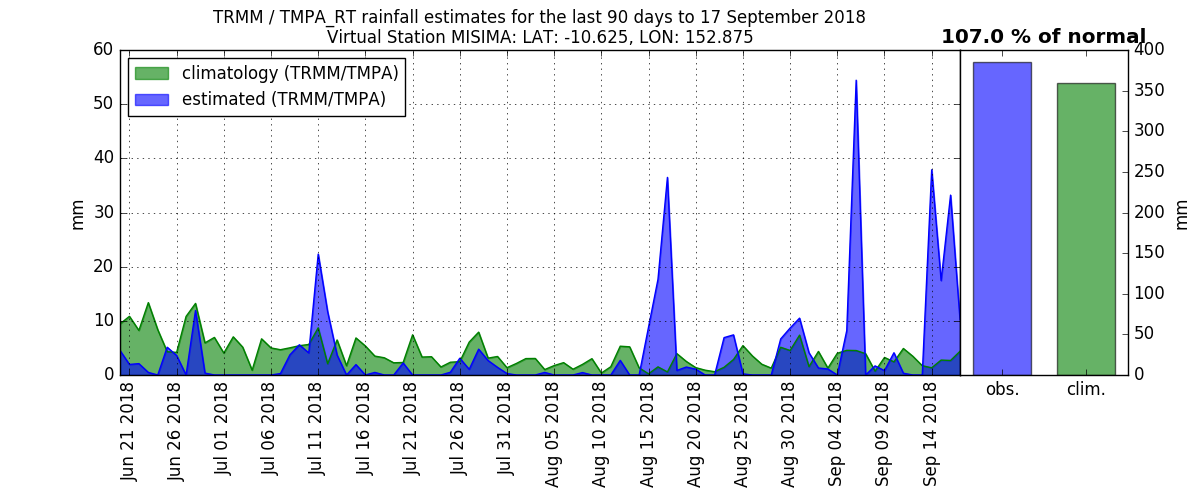 TRMM / TMPA_RT rainfall estimates for the last 90 days to 17 September 2018
Virtual Station MISIMA: LAT: -10.625, LON: 152.875
107.0 % of normal
climatology (TRMM/TMPA)
estimated (TRMM/TMPA)
60
50
40
30
20
10
0
mm
Jun 21 2018
Jun 26 2018
Jul 01 2018
Jul 06 2018
Jul 11 2018
Jul 16 2018
Jul 21 2018
Jul 26 2018
Jul 31 2018
Aug 05 2018
Aug 10 2018
Aug 15 2018
Aug 20 2018
Aug 25 2018
Aug 30 2018
Sep 04 2018
Sep 09 2018
Sep 14 2018
obs.
clim.
400
350
300
250
200
150
100
50
0
mm